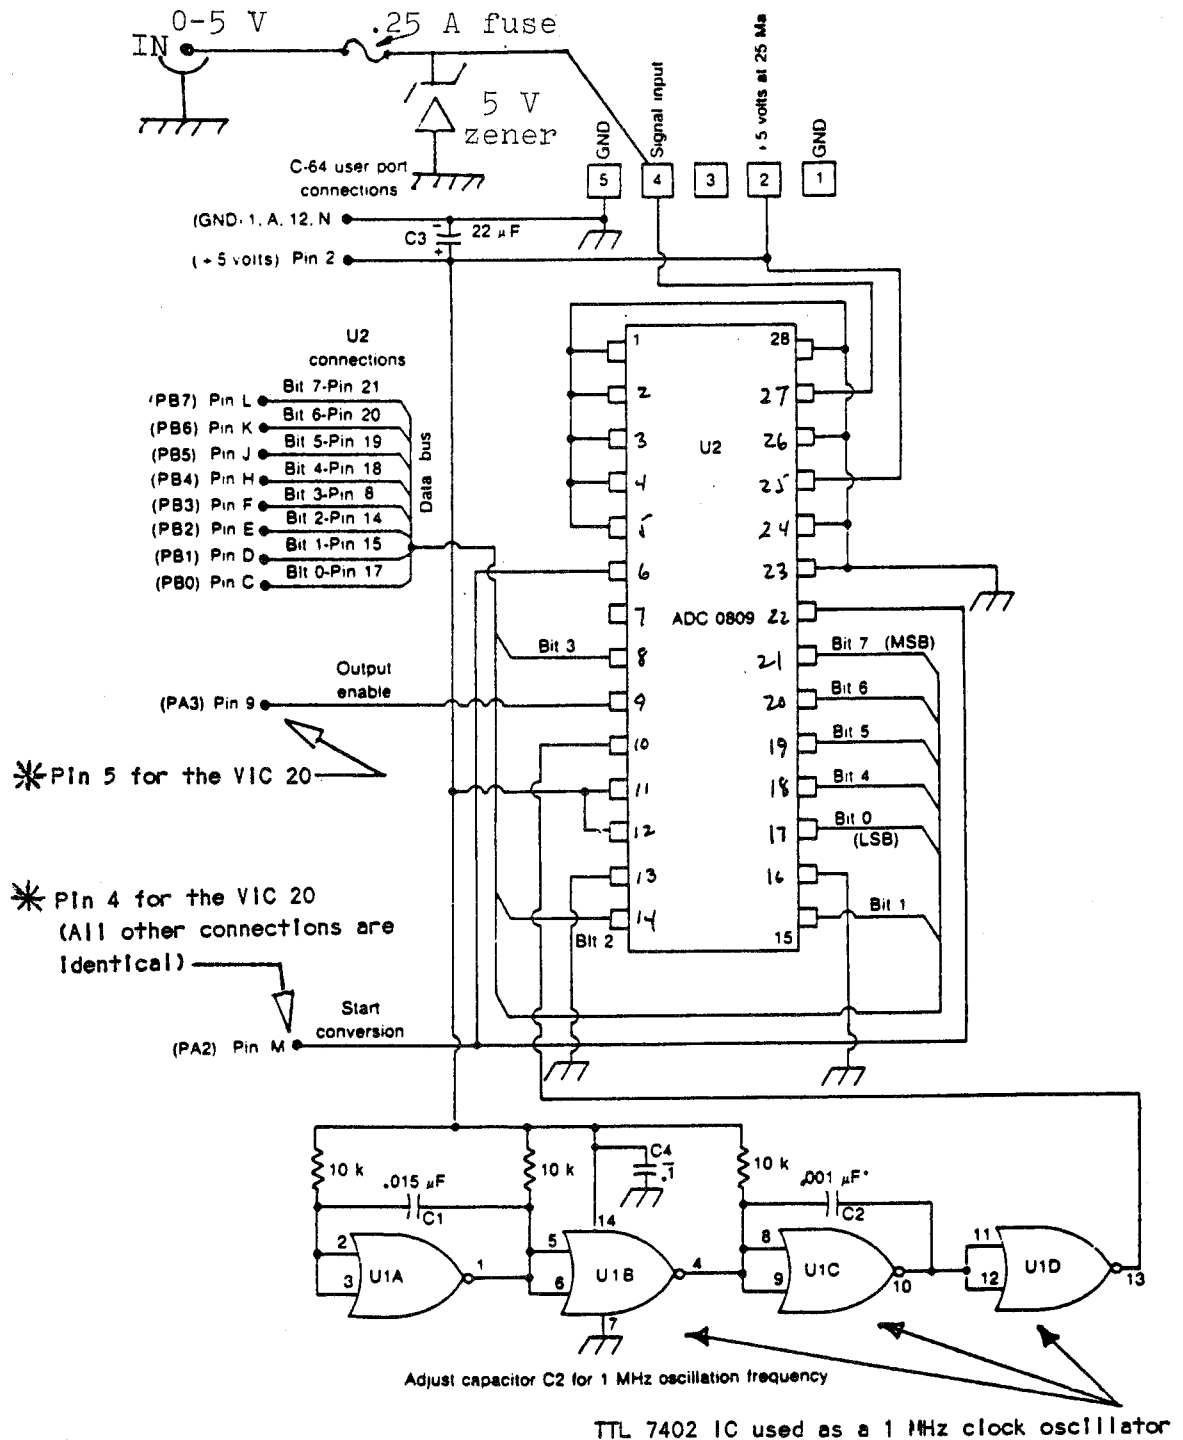 0-5 V
IN
.25 A fuse
5 V
zener
GND
Signal input
+5 volts at 25 Ma
GND
5
4
3
2
1
C-64 user port
connections
(GND: 1, A, 12, N
C3
22 µF
-
+
(+5 volts) Pin 2
U2
connections
(PB7) Pin L
Bit 7-Pin 21
(PB6) Pin K
Bit 6-Pin 20
(PB5) Pin J
Bit 5-Pin 19
(PB4) Pin H
Bit 4-Pin 18
(PB3) Pin F
Bit 3-Pin 8
(PB2) Pin E
Bit 2-Pin 14
(PB1) Pin D
Bit 1-Pin 15
(PB0) Pin C
Bit 0-Pin 17
Data bus
1
28
2
27
3
U2
26
4
25
5
24
6
23
7
ADC 0809
22
Bit 3
8
21
Bit 7 (MSB)
Output
enable
(PA3) Pin 9
9
20
Bit 6
10
19
Bit 5
✳ Pin 5 for the VIC 20
11
18
Bit 4
12
17
Bit 0
(LSB)
13
16
✳ Pin 4 for the VIC 20
(All other connections are
identical)
14
Bit 2
15
Bit 1
Start
conversion
(PA2) Pin M
10 k
.015 µF
C1
10 k
C4
.1
10 k
.001 µF*
C2
14
2
3
U1A
1
5
6
U1B
4
7
8
9
U1C
10
11
12
U1D
13
Adjust capacitor C2 for 1 MHz oscillation frequency
TTL 7402 IC used as a 1 MHz clock oscillator